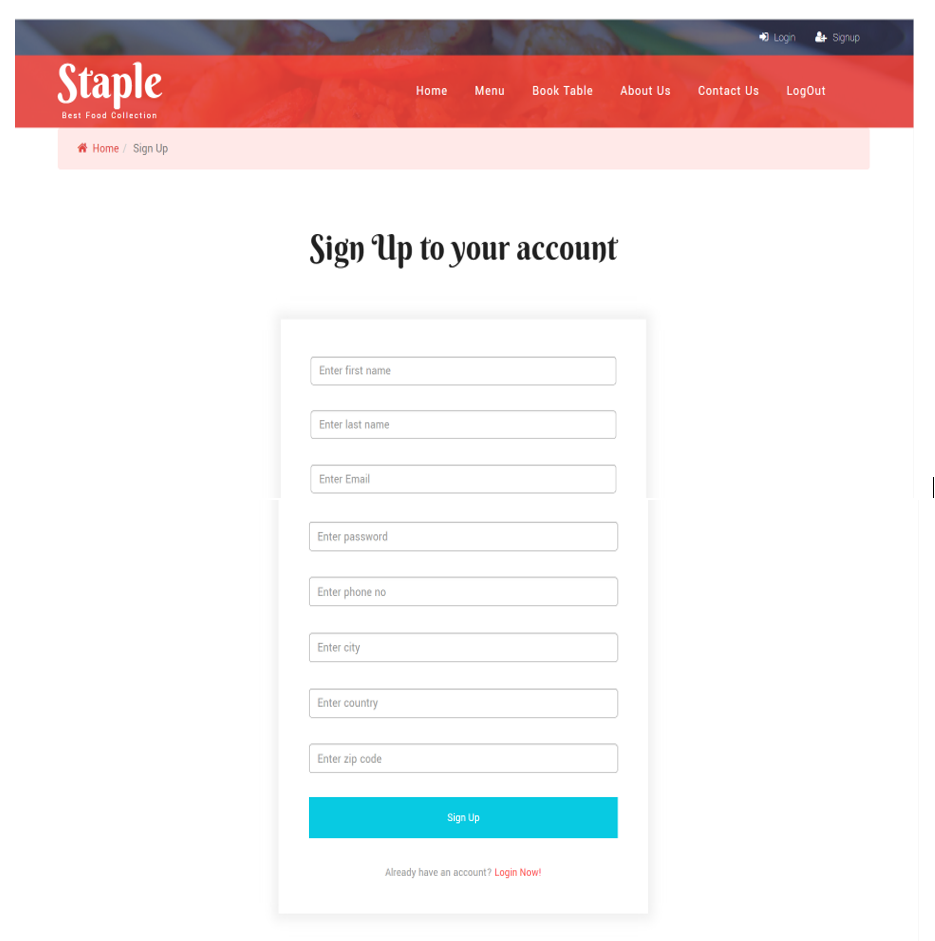 Login Signup
Staple
Best Food Collection
Home Menu Book Table About Us Contact Us LogOut
Home / Sign Up
Sign Up to your account
Enter first name
Enter last name
Enter Email
Enter password
Enter phone no
Enter city
Enter country
Enter zip code
Sign Up
Already have an account? Login Now!